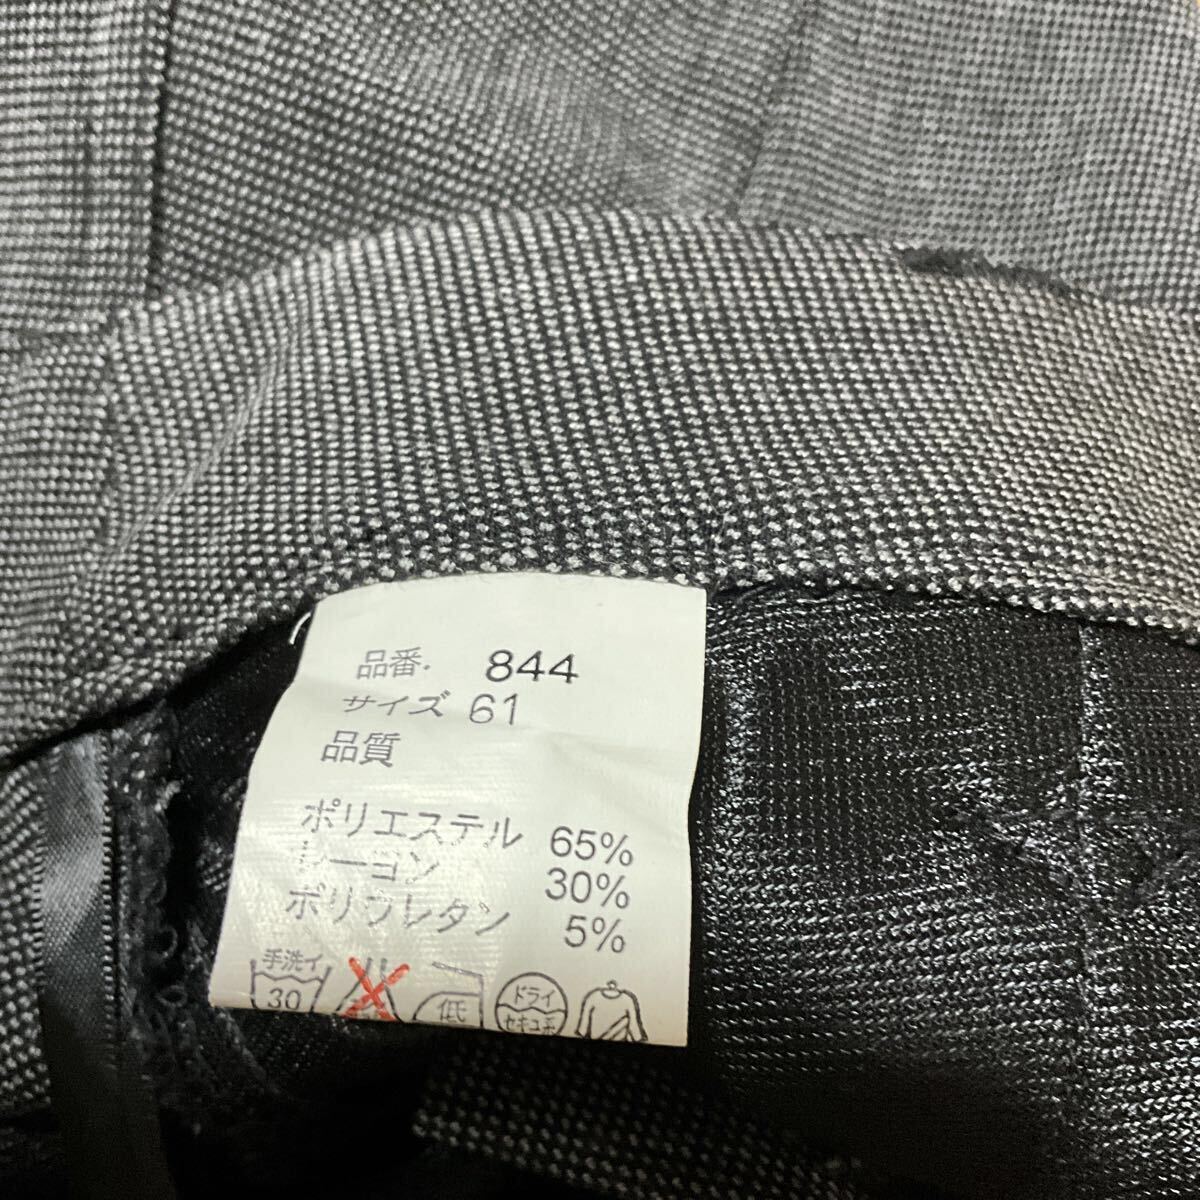 品番. 844
サイズ 61
品質
ポリエステル 65%
レーヨン 30%
ポリウレタン 5%
手洗イ
30
低
ドライ
セキユ系